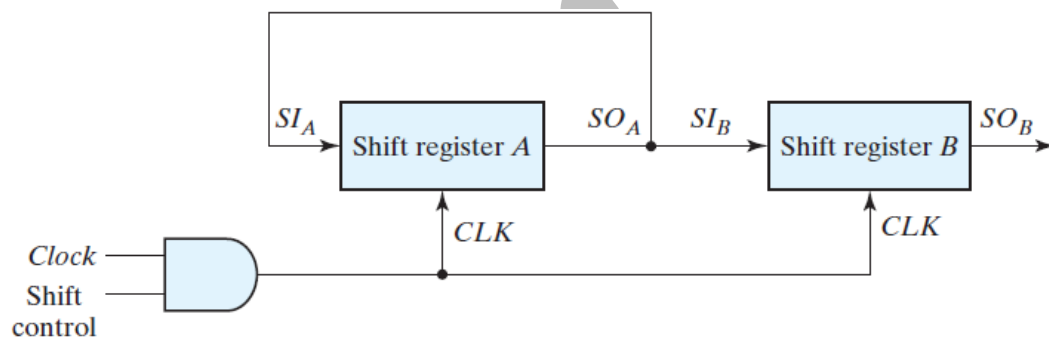 SI_A
SO_A
SI_B
SO_B
Shift register A
Shift register B
CLK
CLK
Clock
Shift
control